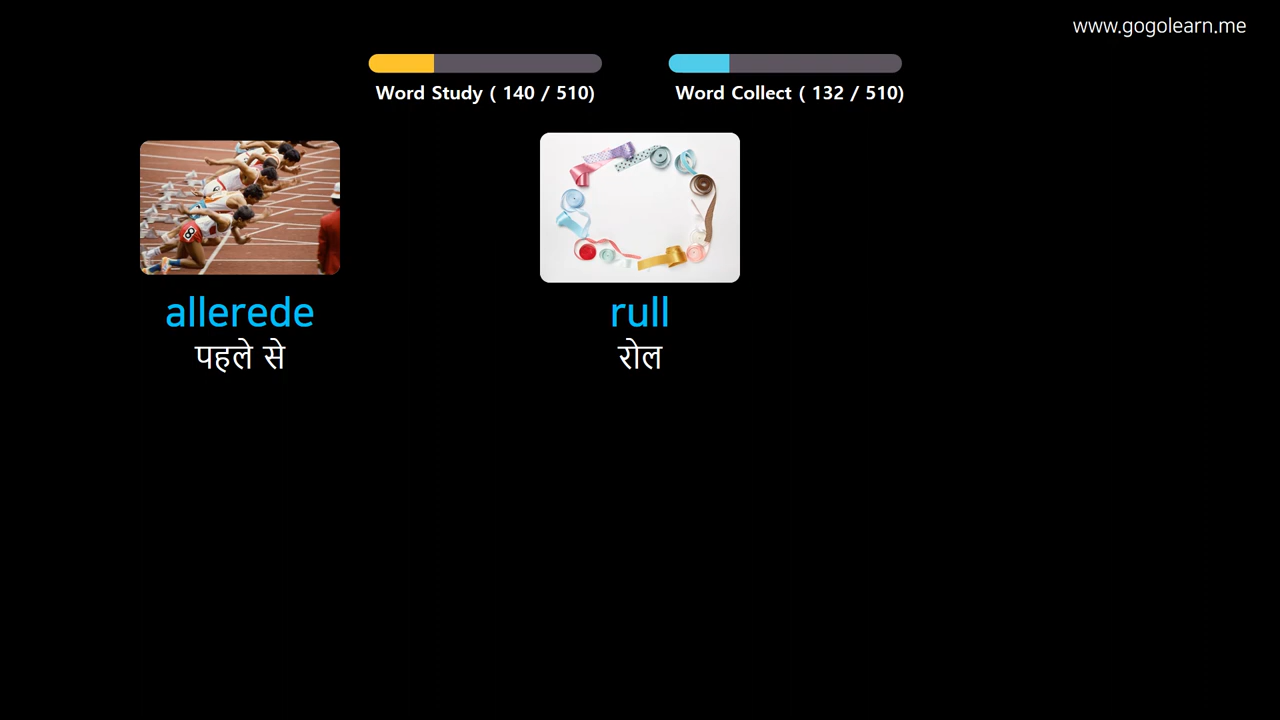 www.gogolearn.me
Word Study ( 140 / 510)
Word Collect ( 132 / 510)
allerede
पहले से
rull
रोल